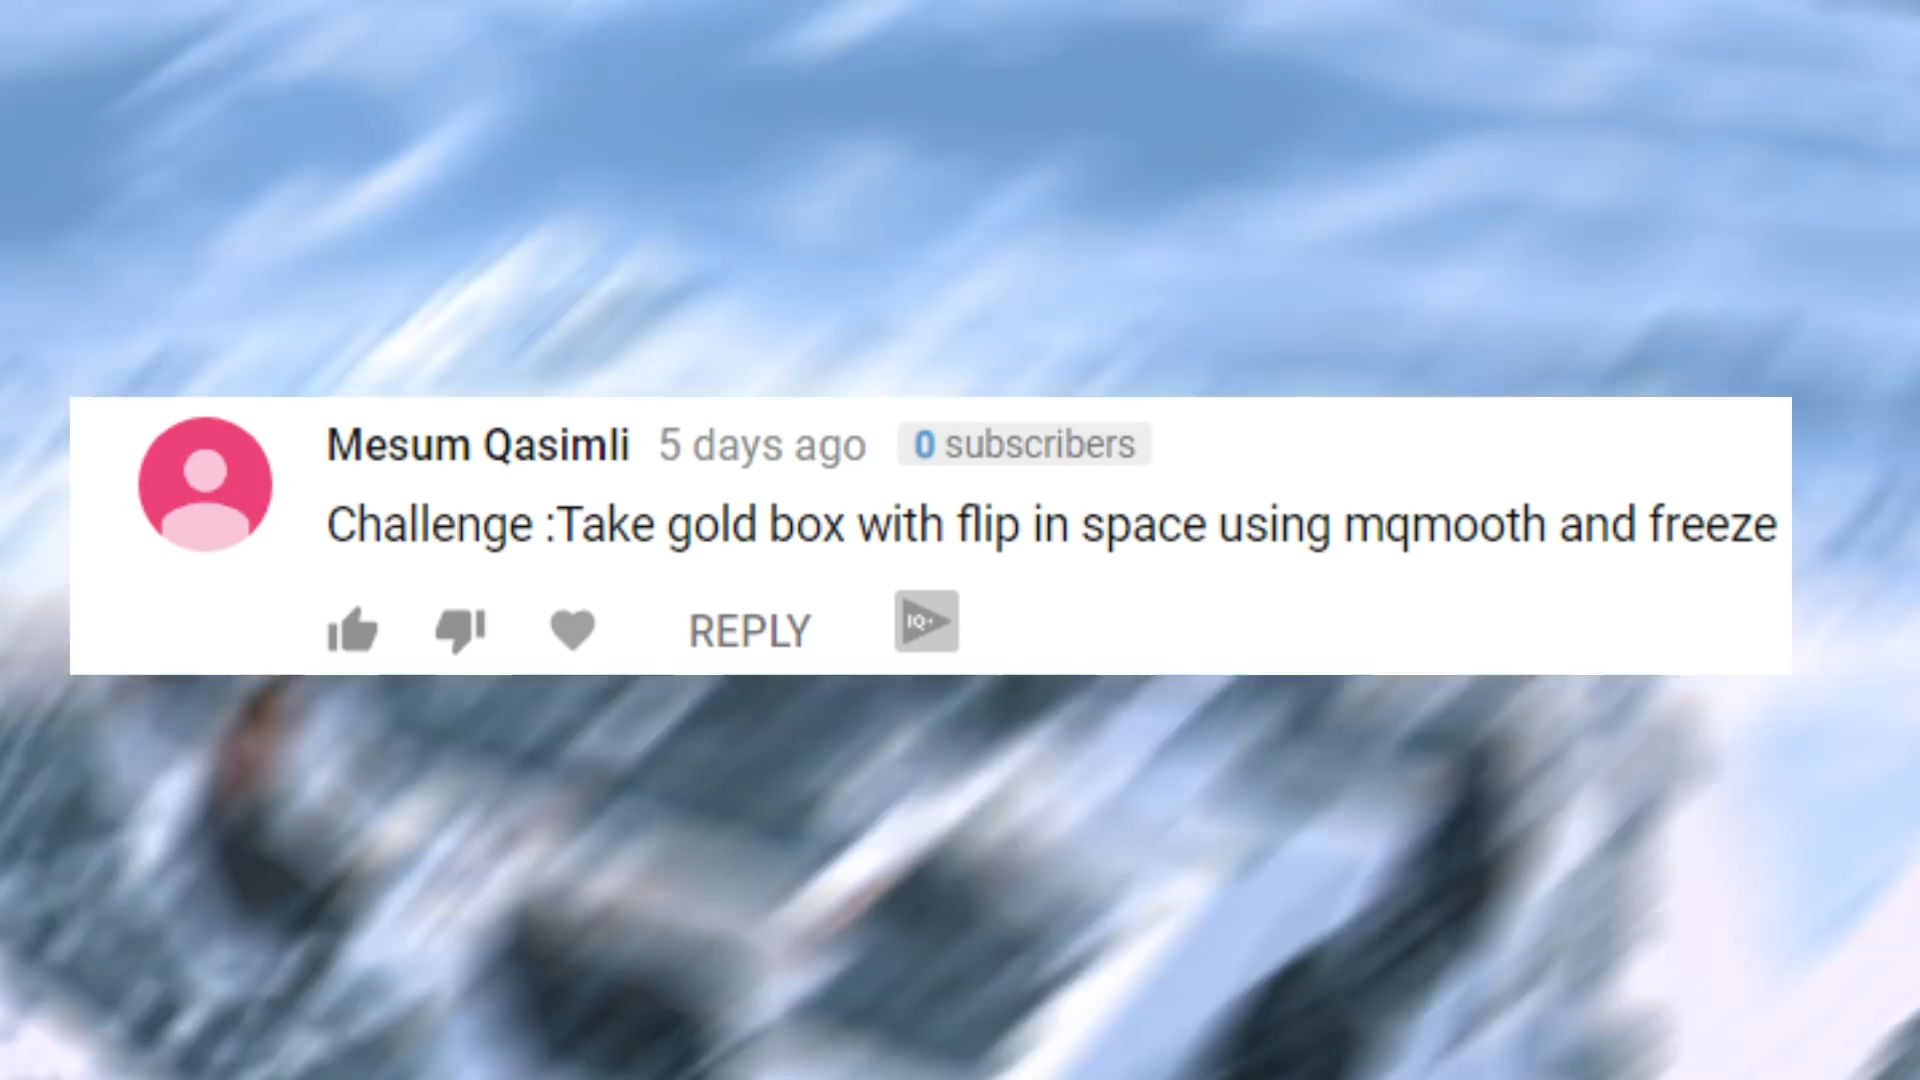 Mesum Qasimli 5 days ago 0 subscribers
Challenge :Take gold box with flip in space using mqmooth and freeze
REPLY IQ+